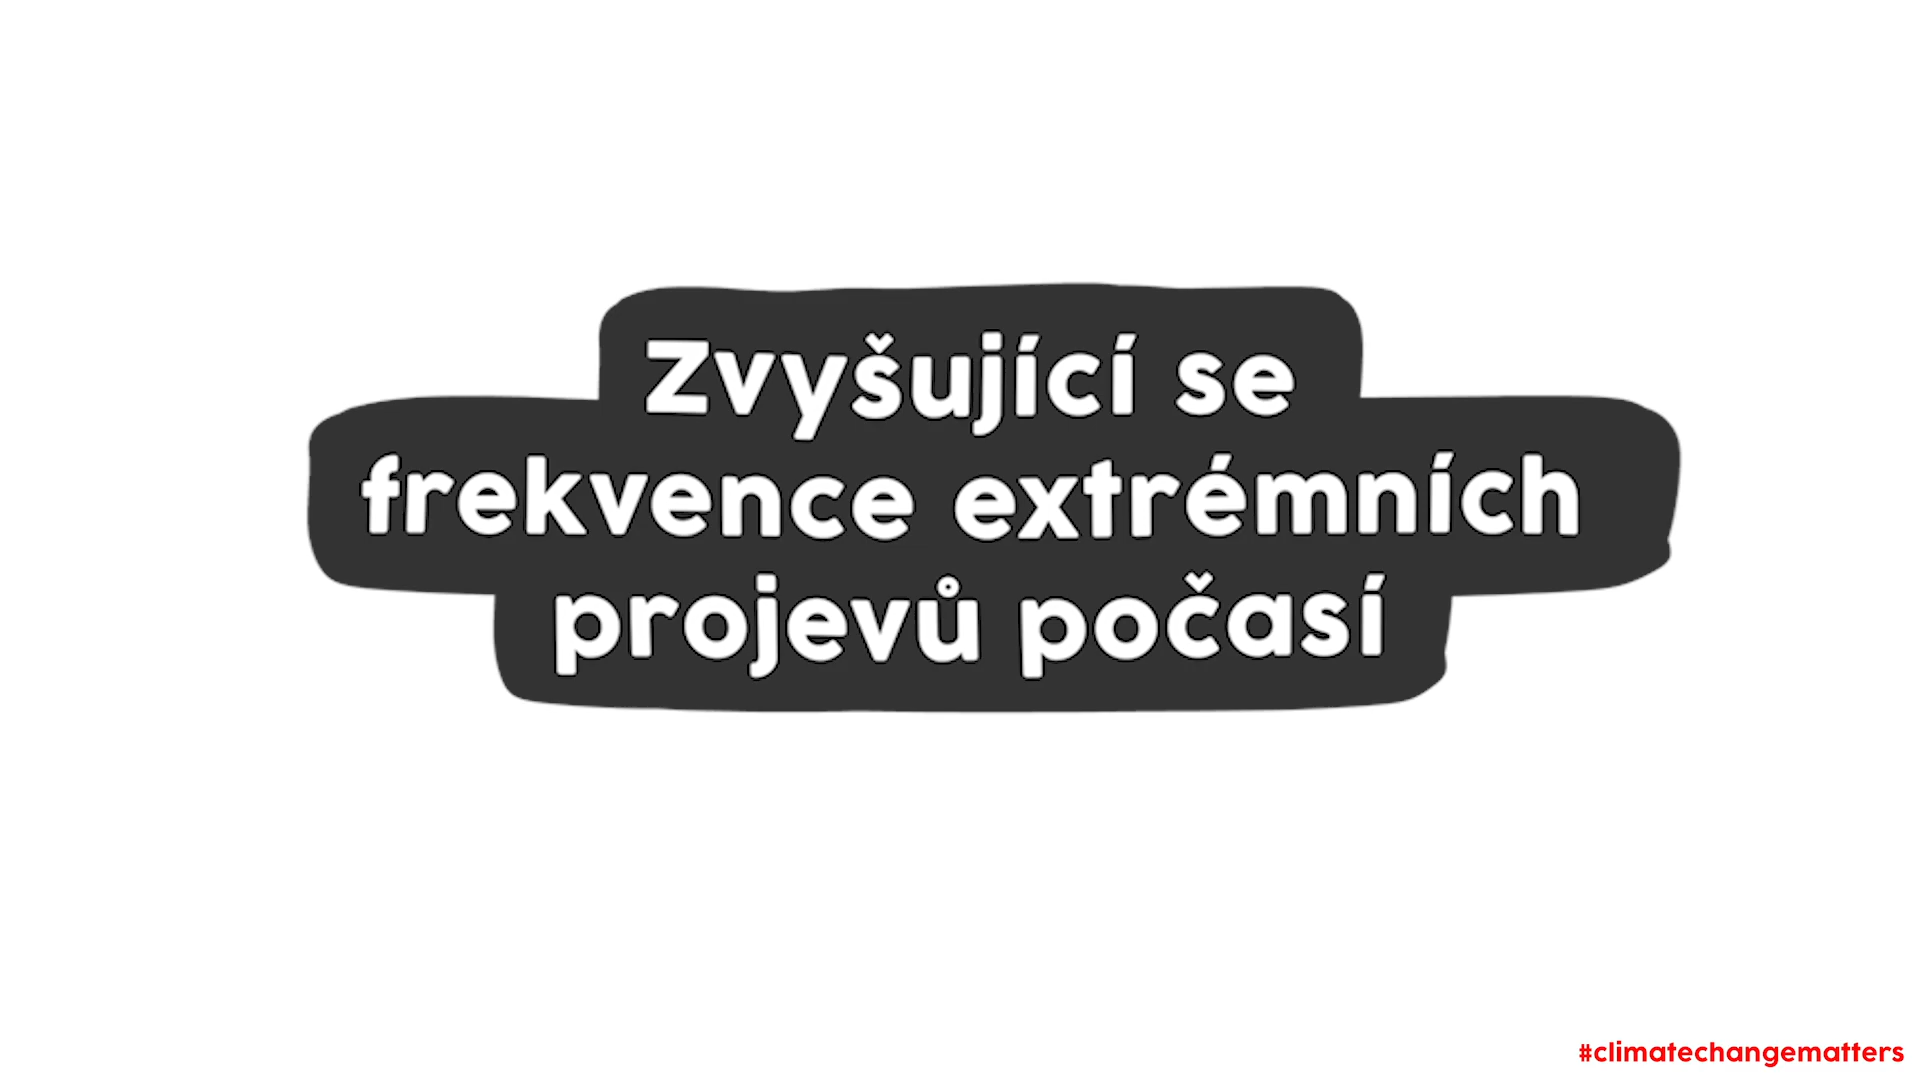 Zvyšující se
frekvence extrémních
projevů počasí
#climatechangematters